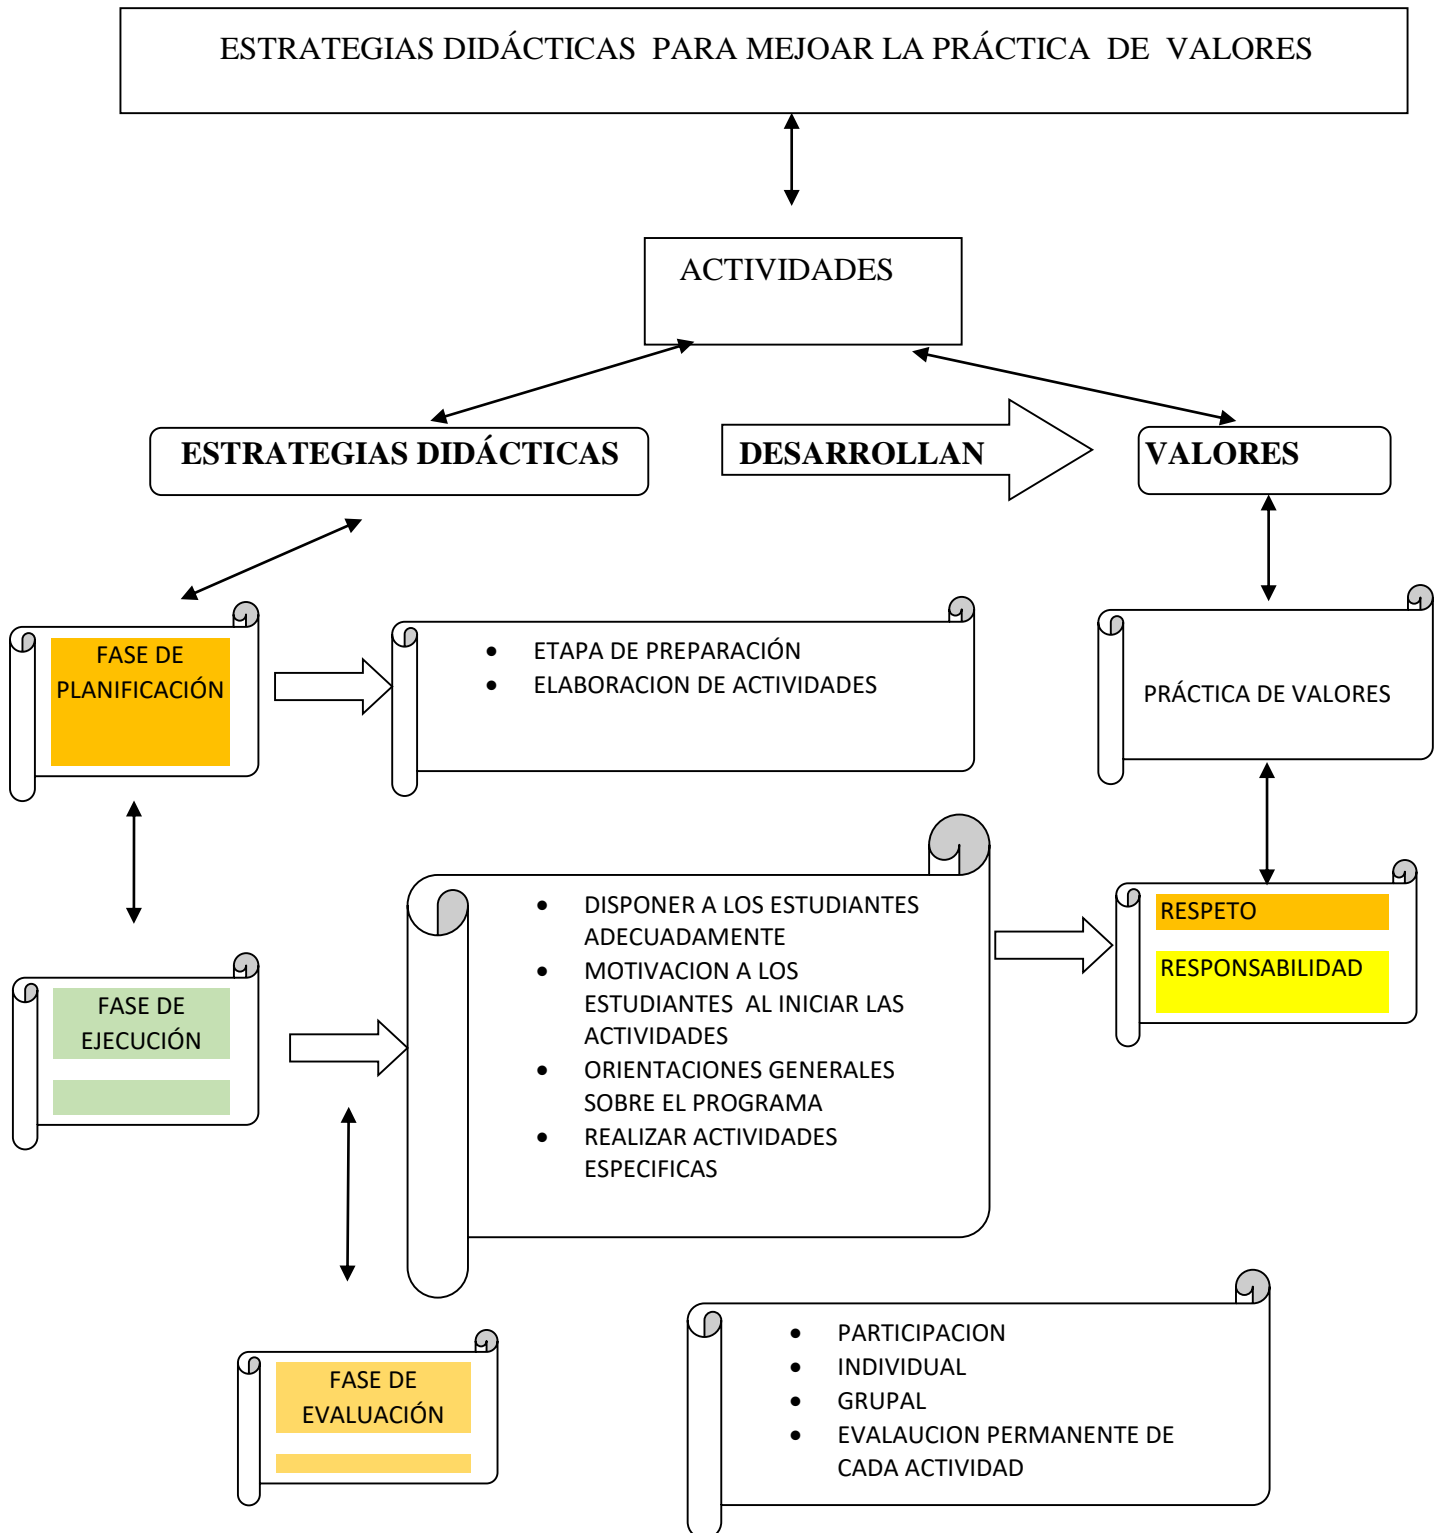 ESTRATEGIAS DIDÁCTICAS PARA MEJOAR LA PRÁCTICA DE VALORES
ACTIVIDADES
ESTRATEGIAS DIDÁCTICAS
DESARROLLAN
VALORES
FASE DE
PLANIFICACIÓN
• ETAPA DE PREPARACIÓN
• ELABORACION DE ACTIVIDADES
PRÁCTICA DE VALORES
FASE DE
EJECUCIÓN
• DISPONER A LOS ESTUDIANTES
ADECUADAMENTE
• MOTIVACION A LOS
ESTUDIANTES AL INICIAR LAS
ACTIVIDADES
• ORIENTACIONES GENERALES
SOBRE EL PROGRAMA
• REALIZAR ACTIVIDADES
ESPECIFICAS
RESPETO
RESPONSABILIDAD
FASE DE
EVALUACIÓN
• PARTICIPACION
• INDIVIDUAL
• GRUPAL
• EVALAUCION PERMANENTE DE
CADA ACTIVIDAD